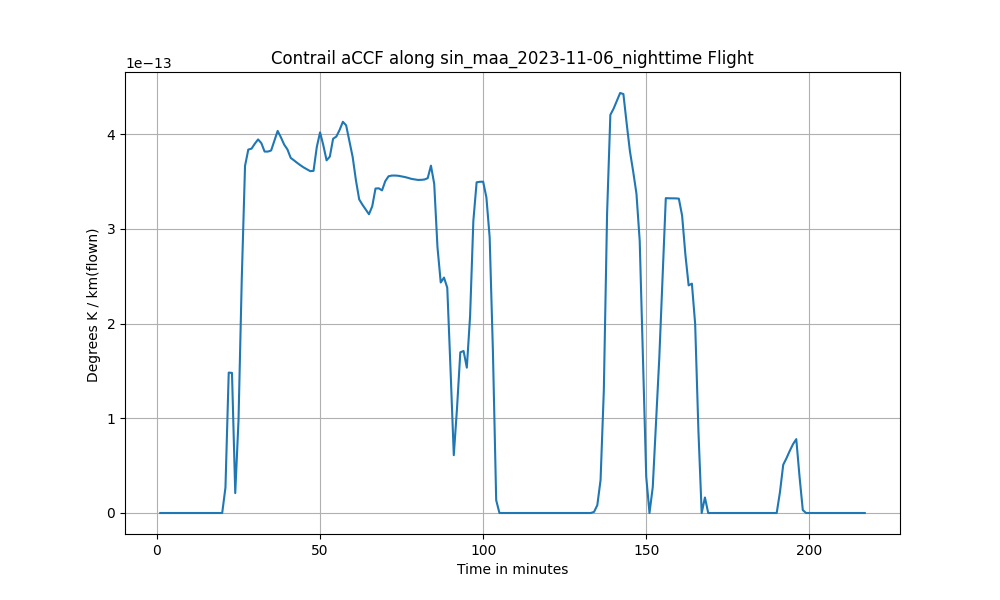 Contrail aCCF along sin_maa_2023-11-06_nighttime Flight
1e−13
Degrees K / km(flown)
4
3
2
1
0
0 50 100 150 200
Time in minutes